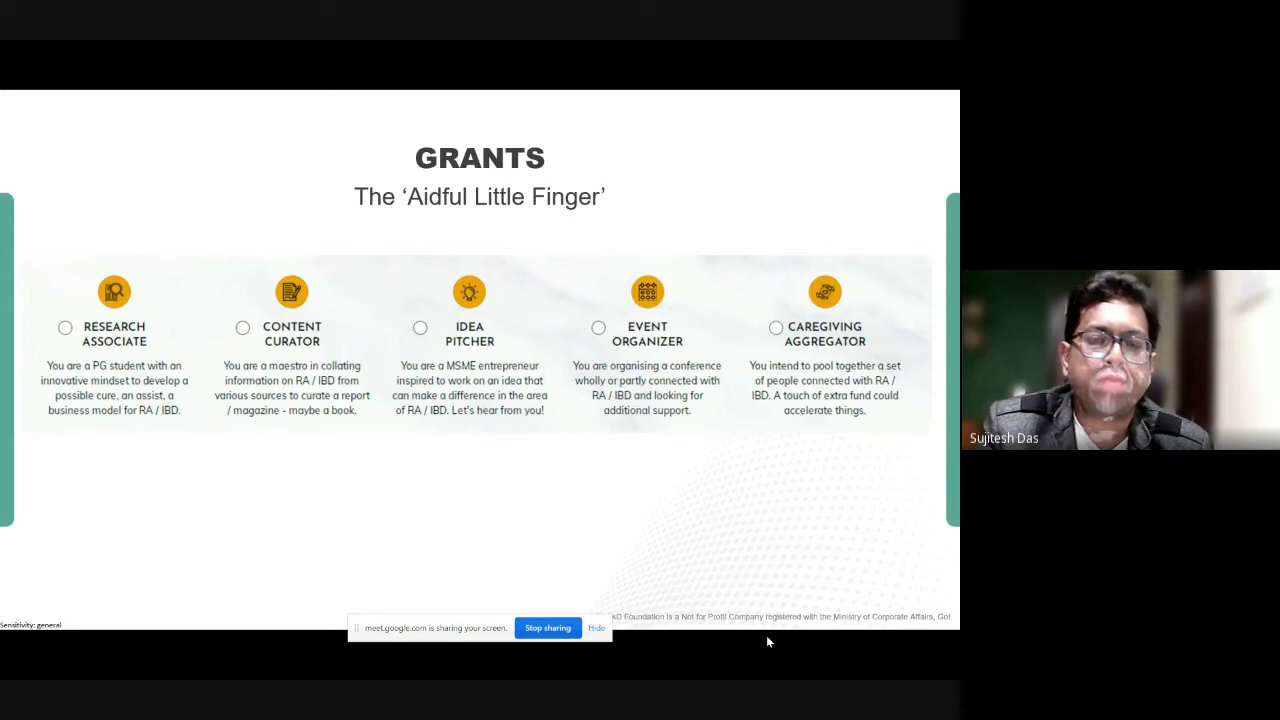 GRANTS
The ‘Aidful Little Finger’
RESEARCH
ASSOCIATE
You are a PG student with an
innovative mindset to develop a
possible cure, an assist, a
business model for RA / IBD.
CONTENT
CURATOR
You are a maestro in collating
information on RA / IBD from
various sources to curate a report
/ magazine - maybe a book.
IDEA
PITCHER
You are a MSME entrepreneur
inspired to work on an idea that
can make a difference in the area
of RA / IBD. Let's hear from you!
EVENT
ORGANIZER
You are organising a conference
wholly or partly connected with
RA / IBD and looking for
additional support.
CAREGIVING
AGGREGATOR
You intend to pool together a set
of people connected with RA /
IBD. A touch of extra fund could
accelerate things.
Sujitesh Das
Foundation is a Not for Profit Company registered with the Ministry of Corporate Affairs, GoI.
Sensitivity: general
meet.google.com is sharing your screen.
Stop sharing
Hide